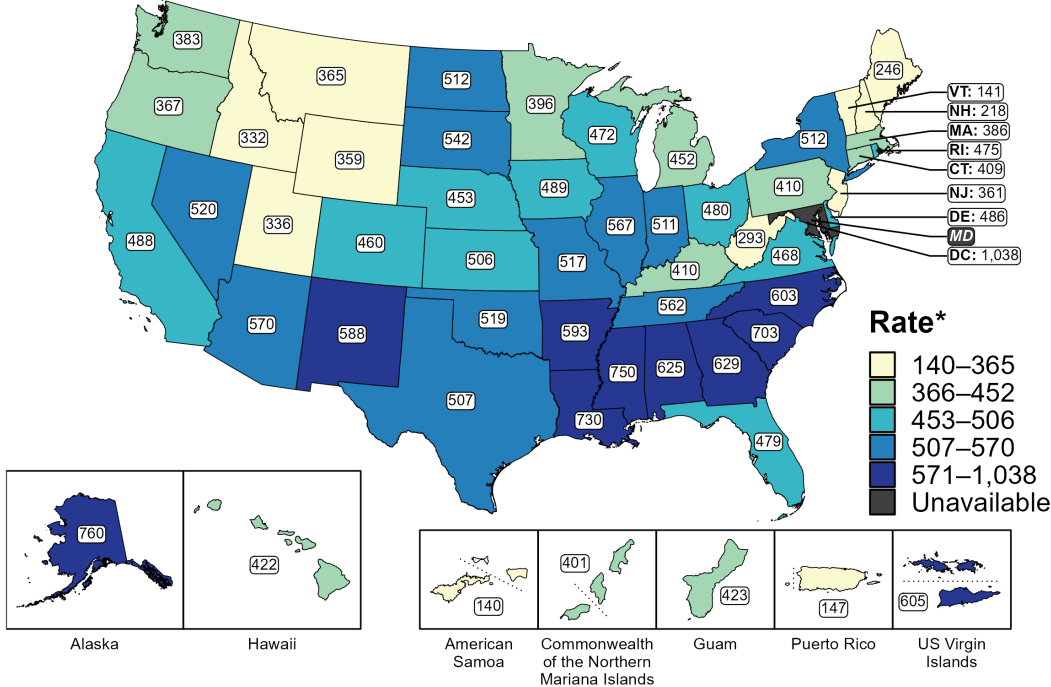 383
365
512
246
367
396
VT: 141
NH: 218
MA: 386
RI: 475
CT: 409
332
542
472
512
359
452
410
NJ: 361
453
489
480
DE: 486
520
336
567
511
293
MD
488
460
506
517
468
DC: 1,038
410
570
588
519
562
603
593
703
750
625
629
507
730
479
Rate*
140–365
366–452
453–506
507–570
571–1,038
Unavailable
760
422
140
401
423
147
605
Alaska
Hawaii
American
Samoa
Commonwealth
of the Northern
Mariana Islands
Guam
Puerto Rico
US Virgin
Islands